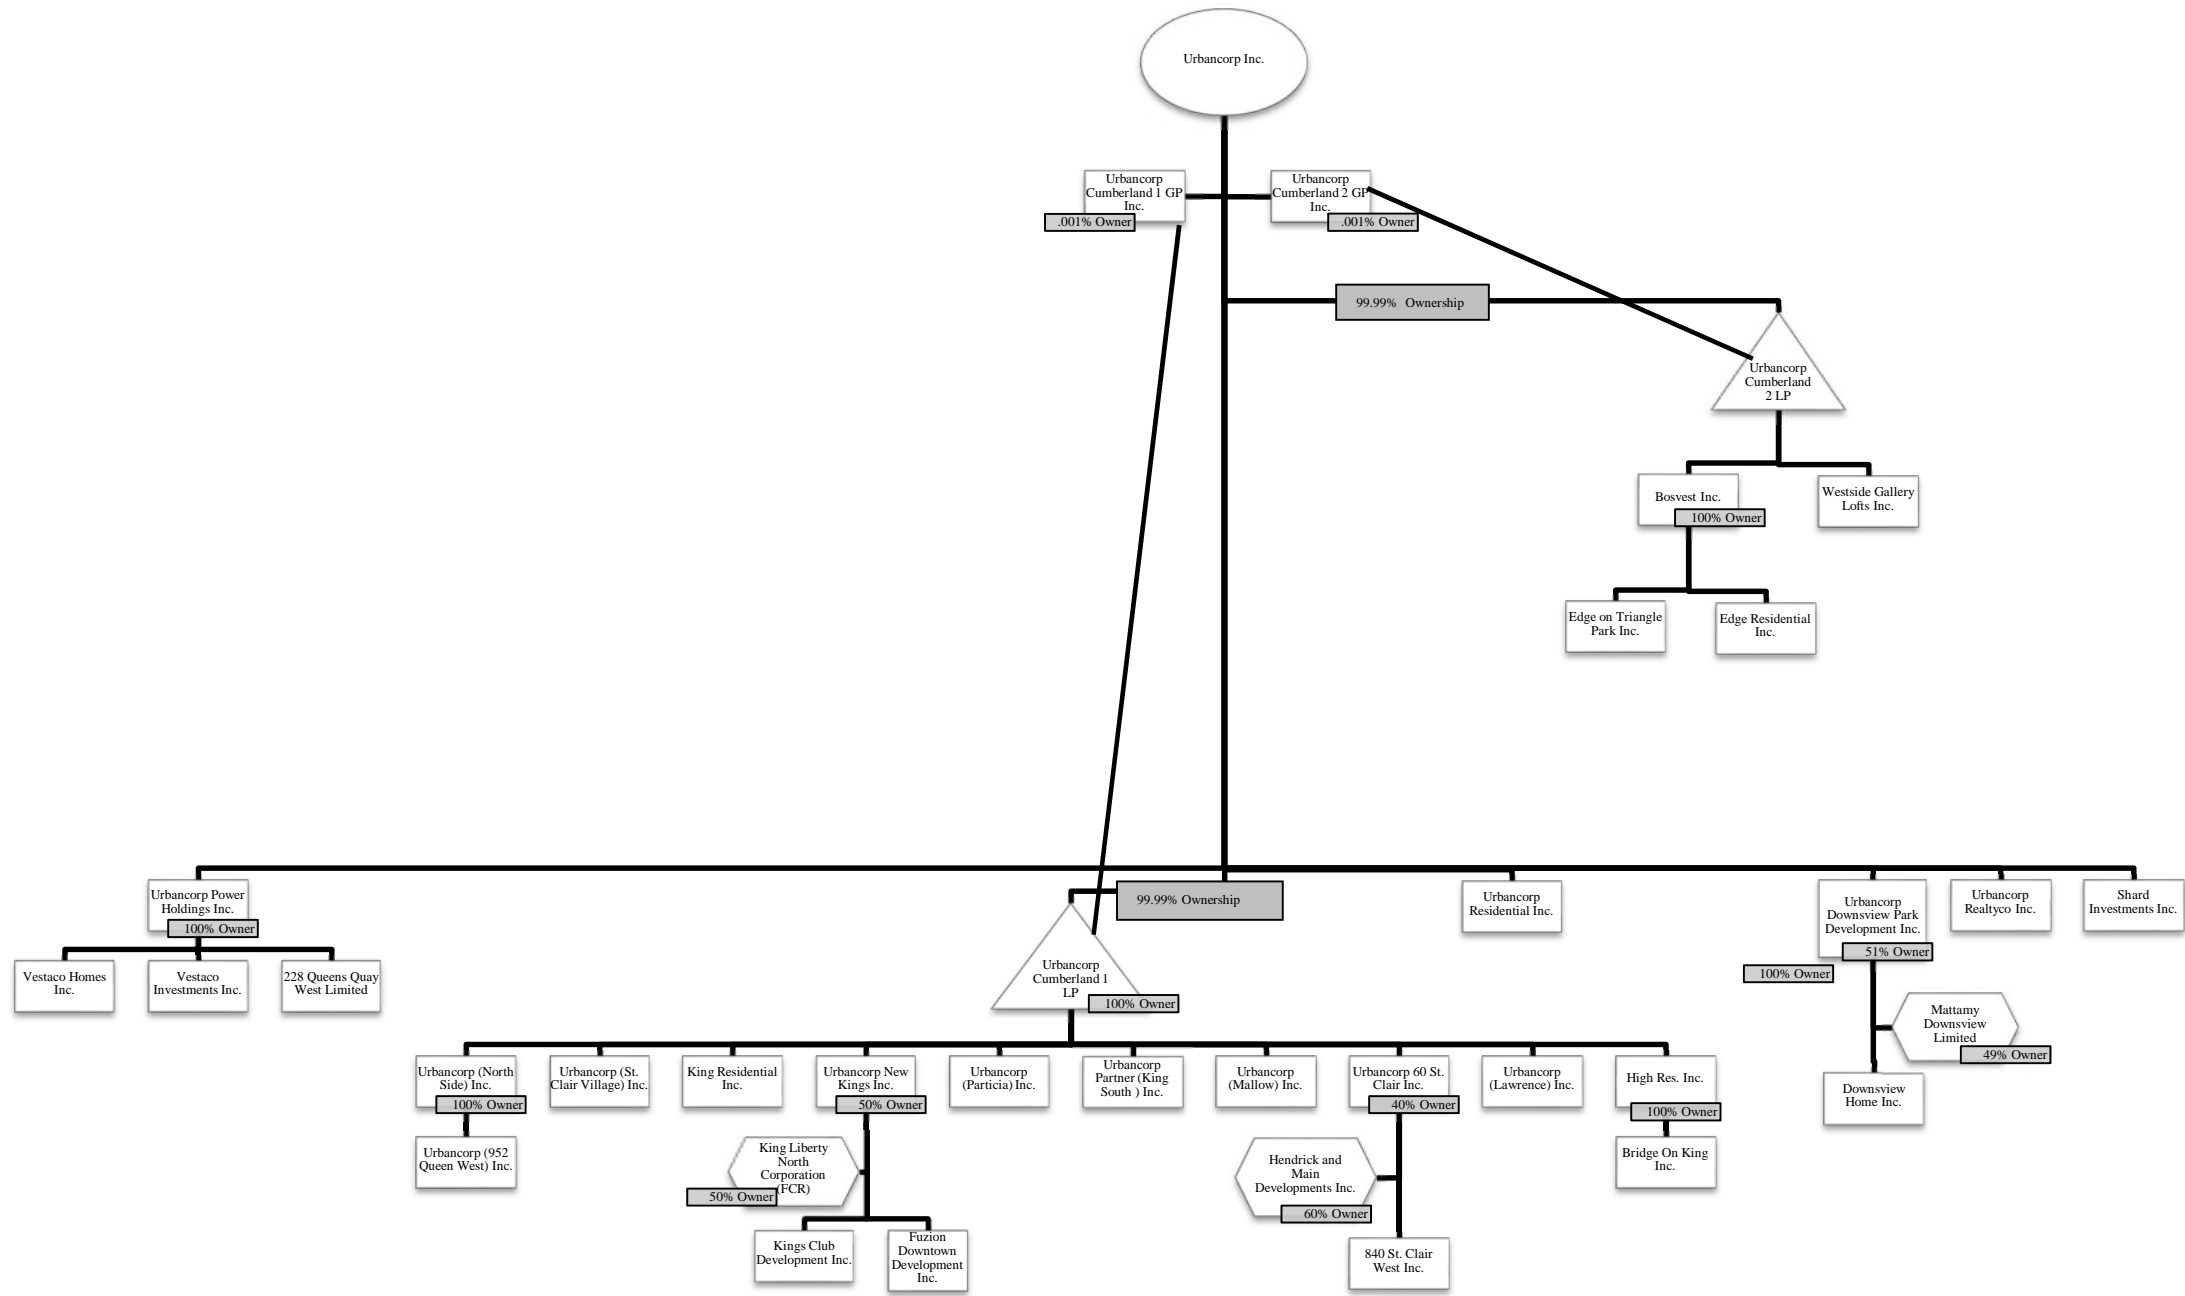 Urbancorp Inc.
Urbancorp
Cumberland 1 GP
Inc.
.001% Owner
Urbancorp
Cumberland 2 GP
Inc.
.001% Owner
99.99% Ownership
Urbancorp
Cumberland
2 LP
Bosvest Inc.
100% Owner
Westside Gallery
Lofts Inc.
Edge on Triangle
Park Inc.
Edge Residential
Inc.
Urbancorp Power
Holdings Inc.
100% Owner
Vestaco Homes
Inc.
Vestaco
Investments Inc.
228 Queens Quay
West Limited
99.99% Ownership
Urbancorp
Cumberland 1
LP
100% Owner
Urbancorp
Residential Inc.
Urbancorp
Downsview Park
Development Inc.
51% Owner
100% Owner
Urbancorp
Realtyco Inc.
Shard
Investments Inc.
Mattamy
Downsview
Limited
49% Owner
Downsview
Home Inc.
Urbancorp (North
Side) Inc.
100% Owner
Urbancorp (952
Queen West) Inc.
Urbancorp (St.
Clair Village) Inc.
King Residential
Inc.
Urbancorp New
Kings Inc.
50% Owner
King Liberty
North
Corporation
(FCR)
50% Owner
Kings Club
Development Inc.
Fuzion
Downtown
Development
Inc.
Urbancorp
(Particia) Inc.
Urbancorp
Partner (King
South ) Inc.
Urbancorp
(Mallow) Inc.
Urbancorp 60 St.
Clair Inc.
40% Owner
Hendrick and
Main
Developments Inc.
60% Owner
840 St. Clair
West Inc.
Urbancorp
(Lawrence) Inc.
High Res. Inc.
100% Owner
Bridge On King
Inc.